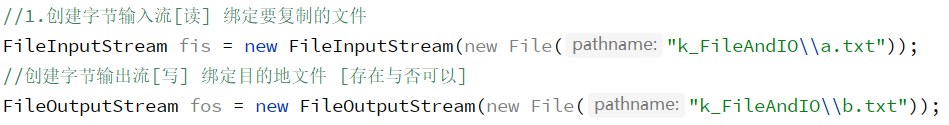 //1.创建字节输入流[读] 绑定要复制的文件
FileInputStream fis = new FileInputStream(new File( pathname: "k_FileAndIO\\a.txt"));
//创建字节输出流[写] 绑定目的地文件 [存在与否可以]
FileOutputStream fos = new FileOutputStream(new File( pathname: "k_FileAndIO\\b.txt"));